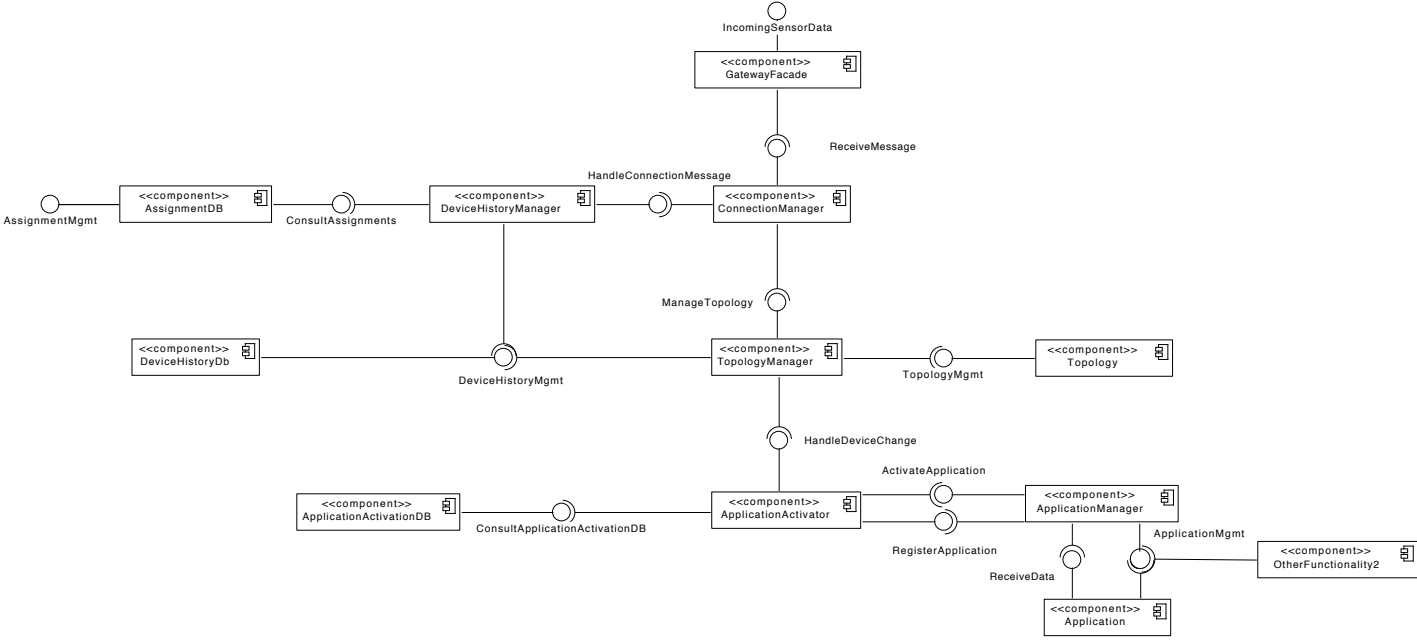 IncomingSensorData
<<component>>
GatewayFacade
ReceiveMessage
HandleConnectionMessage
<<component>>
AssignmentDB
<<component>>
DeviceHistoryManager
<<component>>
ConnectionManager
AssignmentMgmt
ConsultAssignments
ManageTopology
<<component>>
DeviceHistoryDb
<<component>>
TopologyManager
<<component>>
Topology
DeviceHistoryMgmt
TopologyMgmt
HandleDeviceChange
ActivateApplication
<<component>>
ApplicationActivationDB
<<component>>
ApplicationActivator
<<component>>
ApplicationManager
ConsultApplicationActivationDB
RegisterApplication
ApplicationMgmt
<<component>>
OtherFunctionality2
ReceiveData
<<component>>
Application